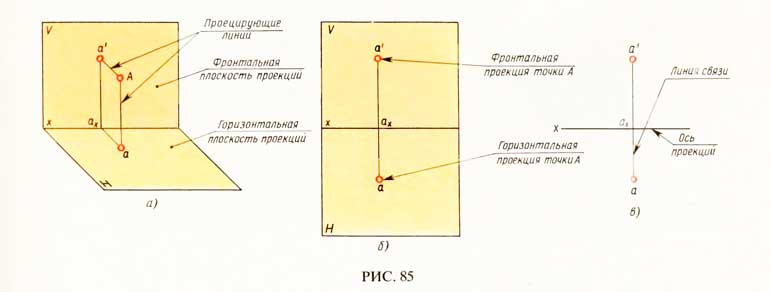 V
a'
A
x
aₓ
a
H
Проецирующие
линии
Фронтальная
плоскость проекций
Горизонтальная
плоскость проекций
а)
V
a'
x
aₓ
a
H
Фронтальная
проекция точки А
Горизонтальная
проекция точки А
б)
a'
Линия связи
x
aₓ
Ось
проекций
a
в)
РИС. 85